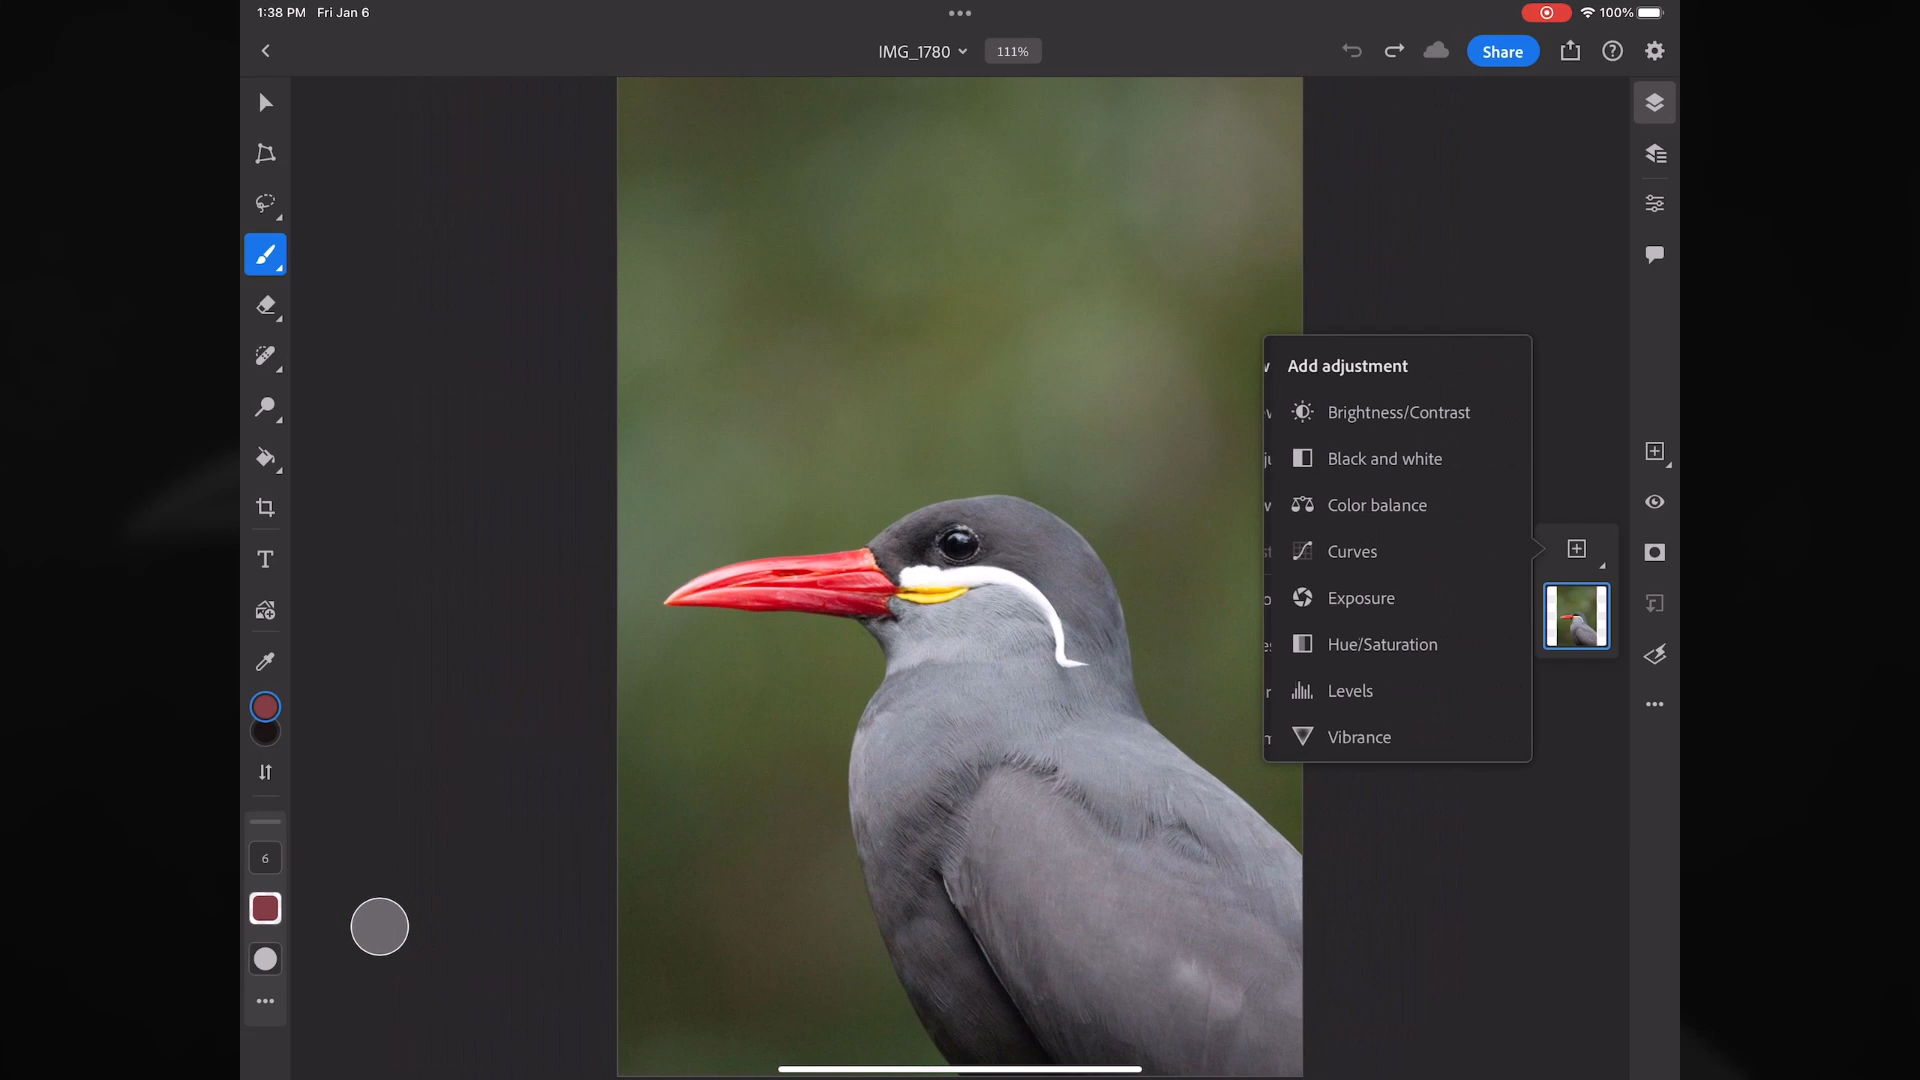 1:38 PM Fri Jan 6
100%
IMG_1780
111%
Share
Add adjustment
Brightness/Contrast
Black and white
Color balance
Curves
Exposure
Hue/Saturation
Levels
Vibrance
T
6